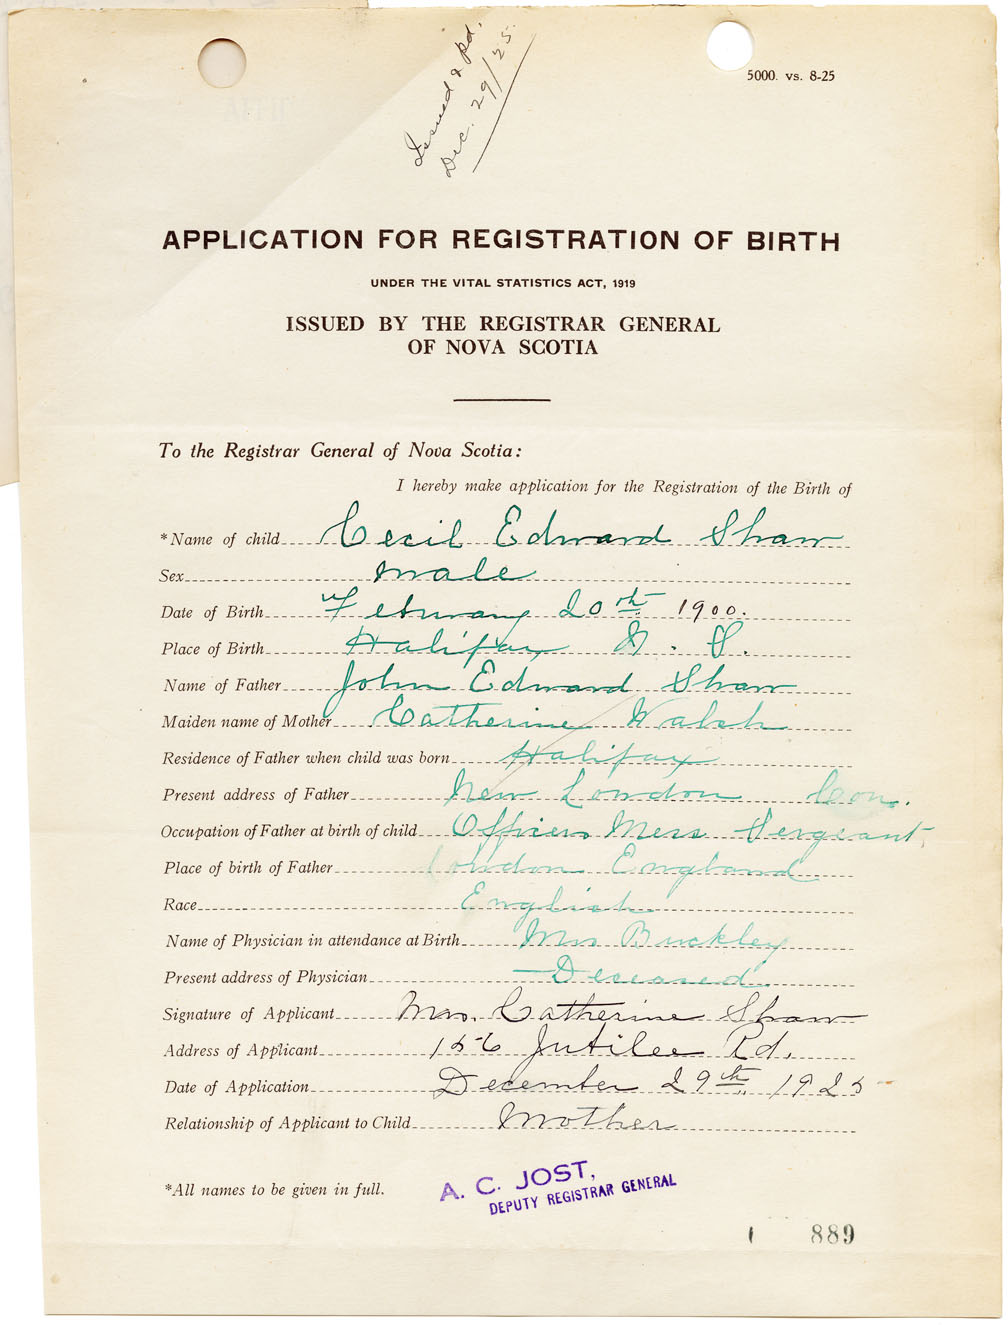 Issued & pd.
Dec. 29/25.
5000. vs. 8-25
APPLICATION FOR REGISTRATION OF BIRTH
UNDER THE VITAL STATISTICS ACT, 1919
ISSUED BY THE REGISTRAR GENERAL
OF NOVA SCOTIA
To the Registrar General of Nova Scotia:
I hereby make application for the Registration of the Birth of
*Name of child Cecil Edward Shaw
Sex male
Date of Birth February 20th 1900.
Place of Birth Halifax N. S.
Name of Father John Edward Shaw
Maiden name of Mother Catherine Walsh
Residence of Father when child was born Halifax
Present address of Father New London Con.
Occupation of Father at birth of child Officers Mess Sergeant
Place of birth of Father London England
Race English
Name of Physician in attendance at Birth Mrs Buckley
Present address of Physician Deceased
Signature of Applicant Mrs. Catherine Shaw
Address of Applicant 156 Jubilee Rd.
Date of Application December 29th, 1925
Relationship of Applicant to Child Mother
*All names to be given in full.
A. C. JOST,
DEPUTY REGISTRAR GENERAL
1 889